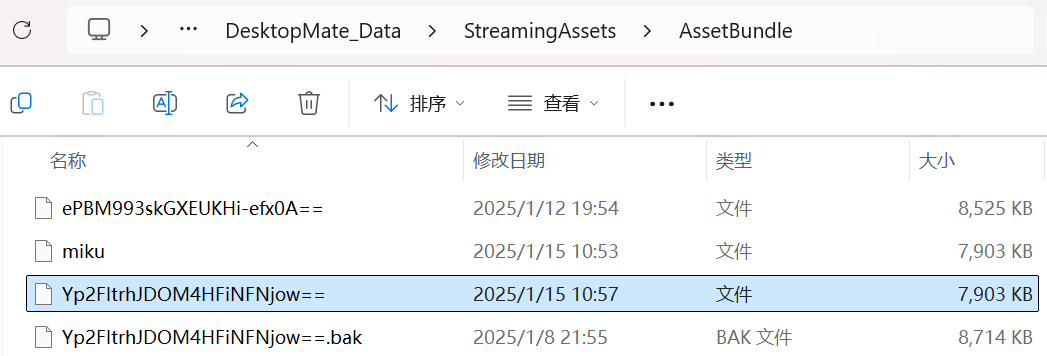 DesktopMate_Data > StreamingAssets > AssetBundle
排序 查看
名称 修改日期 类型 大小
ePBM993skGXEUKHi-efx0A== 2025/1/12 19:54 文件 8,525 KB
miku 2025/1/15 10:53 文件 7,903 KB
Yp2FItrhJDOM4HFiNFNjow== 2025/1/15 10:57 文件 7,903 KB
Yp2FItrhJDOM4HFiNFNjow==.bak 2025/1/8 21:55 BAK 文件 8,714 KB